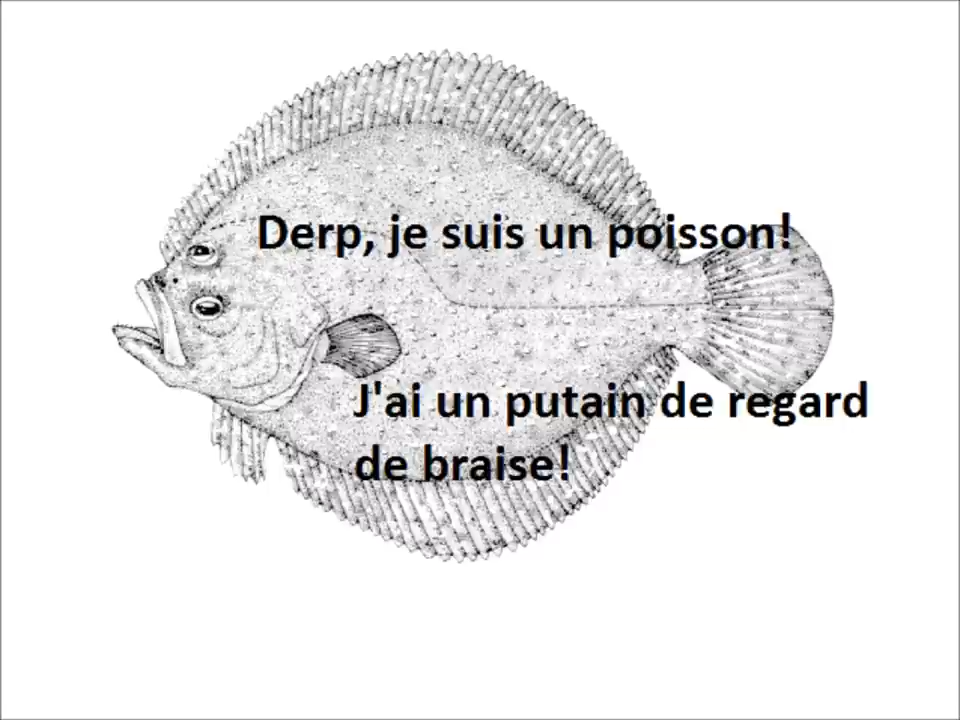 Derp, je suis un poisson!
J'ai un putain de regard
de braise!